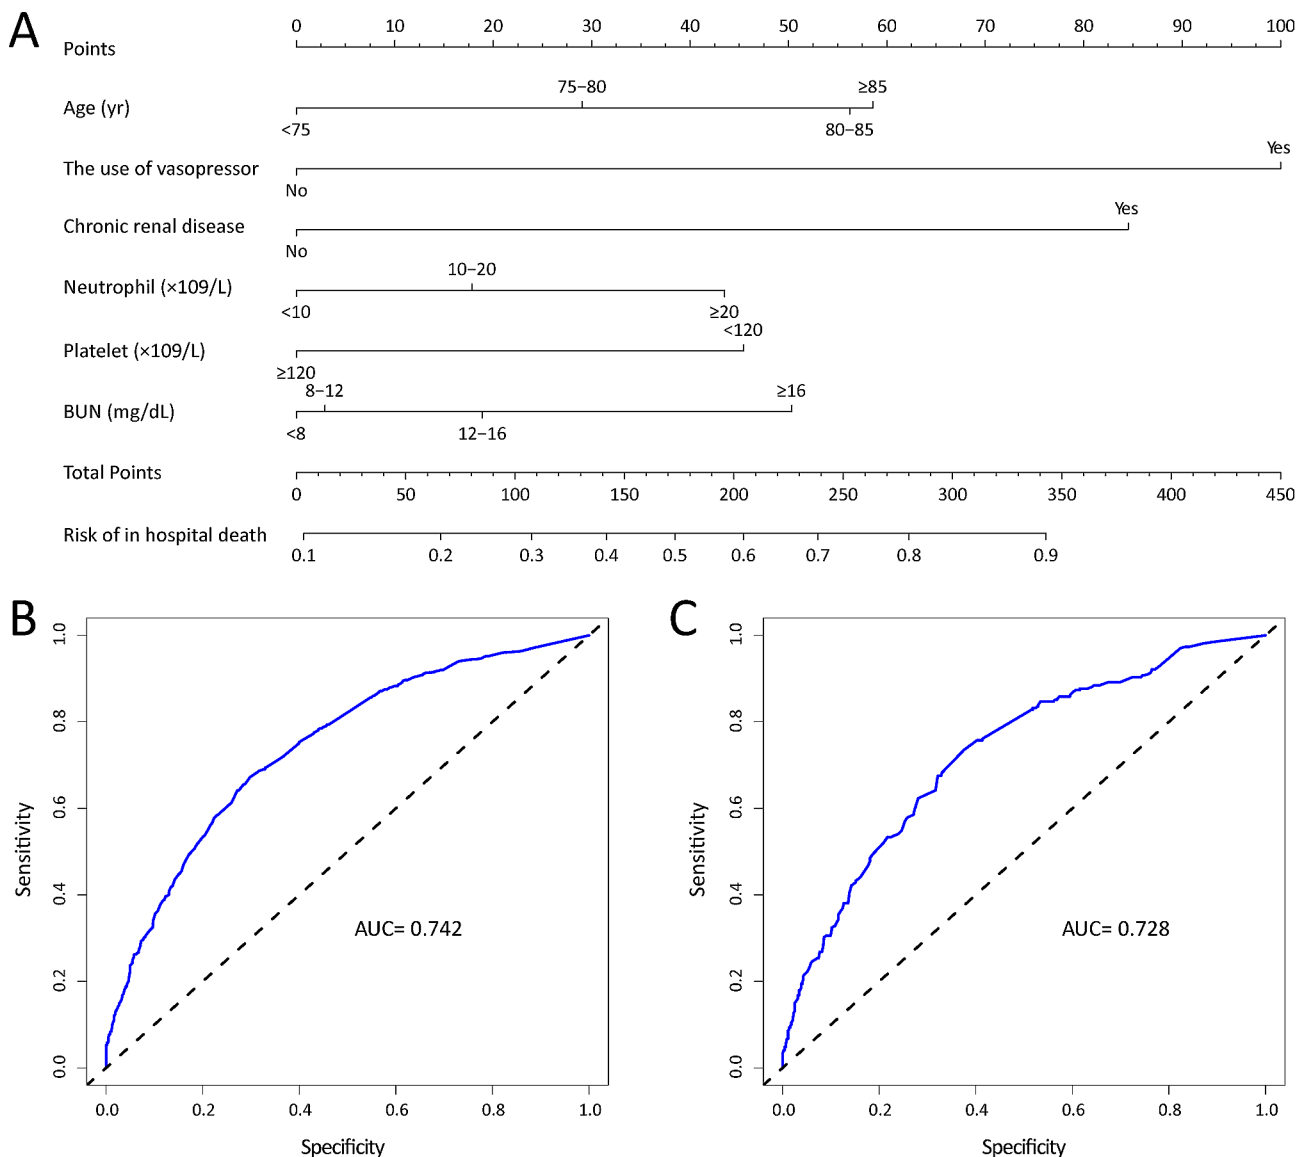 A
Points
0 10 20 30 40 50 60 70 80 90 100
75−80 ≥85
Age (yr)
<75 80−85
Yes
The use of vasopressor
No
Yes
Chronic renal disease
No
10−20
Neutrophil (×109/L)
<10 ≥20
<120
Platelet (×109/L)
≥120
8−12 ≥16
BUN (mg/dL)
<8 12−16
Total Points
0 50 100 150 200 250 300 350 400 450
Risk of in hospital death
0.1 0.2 0.3 0.4 0.5 0.6 0.7 0.8 0.9
B
Sensitivity
1.0
0.8
0.6
0.4
0.2
0.0
AUC= 0.742
0.0 0.2 0.4 0.6 0.8 1.0
Specificity
C
Sensitivity
1.0
0.8
0.6
0.4
0.2
0.0
AUC= 0.728
0.0 0.2 0.4 0.6 0.8 1.0
Specificity